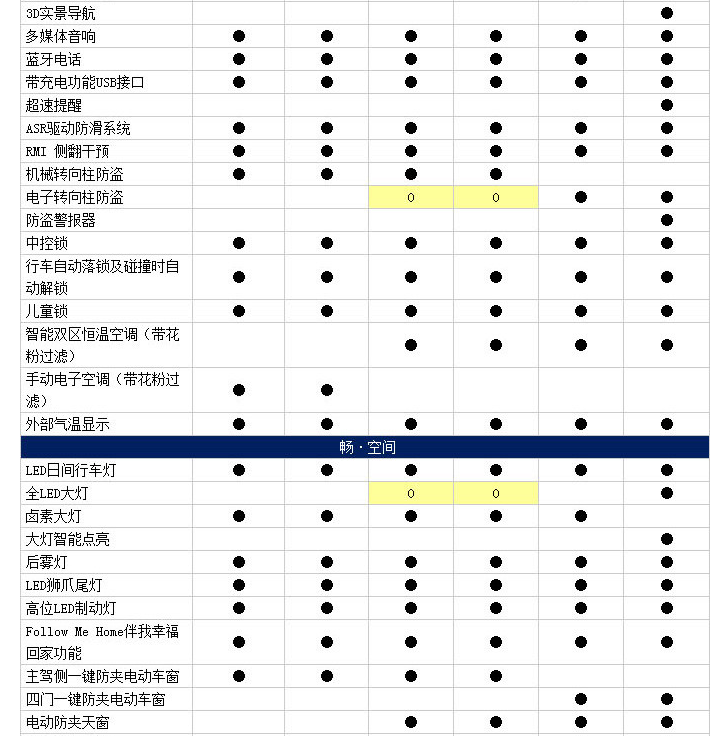 3D实景导航 ●
多媒体音响 ● ● ● ● ● ●
蓝牙电话 ● ● ● ● ● ●
带充电功能USB接口 ● ● ● ● ● ●
超速提醒 ●
ASR驱动防滑系统 ● ● ● ● ● ●
RMI 侧翻干预 ● ● ● ● ● ●
机械转向柱防盗 ● ● ● ●
电子转向柱防盗 O O ● ●
防盗警报器 ●
中控锁 ● ● ● ● ● ●
行车自动落锁及碰撞时自
动解锁 ● ● ● ● ● ●
儿童锁 ● ● ● ● ● ●
智能双区恒温空调（带花
粉过滤） ● ● ● ●
手动电子空调（带花粉过
滤） ● ●
外部气温显示 ● ● ● ● ● ●
畅·空间
LED日间行车灯 ● ● ● ● ● ●
全LED大灯 O O ●
卤素大灯 ● ● ● ● ●
大灯智能点亮 ●
后雾灯 ● ● ● ● ● ●
LED狮爪尾灯 ● ● ● ● ● ●
高位LED制动灯 ● ● ● ● ● ●
Follow Me Home伴我幸福
回家功能 ● ● ● ● ● ●
主驾侧一键防夹电动车窗 ● ● ● ●
四门一键防夹电动车窗 ● ●
电动防夹天窗 ● ● ● ●